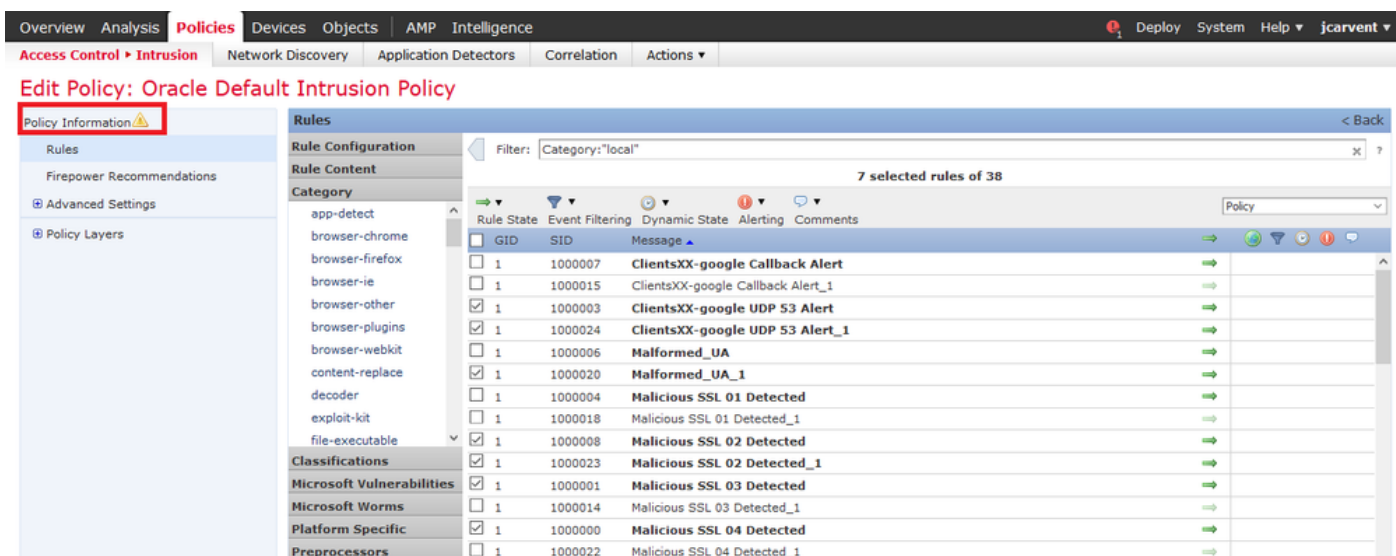 Overview Analysis Policies Devices Objects AMP Intelligence 1 Deploy System Help ▾ jcarvent ▾
Access Control ▸ Intrusion Network Discovery Application Detectors Correlation Actions ▾
Edit Policy: Oracle Default Intrusion Policy
Policy Information
Rules
Firepower Recommendations
Advanced Settings
Policy Layers
Rules < Back
Rule Configuration
Rule Content
Category
app-detect
browser-chrome
browser-firefox
browser-ie
browser-other
browser-plugins
browser-webkit
content-replace
decoder
exploit-kit
file-executable
Classifications
Microsoft Vulnerabilities
Microsoft Worms
Platform Specific
Preprocessors
Filter: Category:"local" x ?
7 selected rules of 38
Rule State Event Filtering Dynamic State Alerting Comments Policy
GID SID Message
1 1000007 ClientsXX-google Callback Alert
1 1000015 ClientsXX-google Callback Alert_1
1 1000003 ClientsXX-google UDP 53 Alert
1 1000024 ClientsXX-google UDP 53 Alert_1
1 1000006 Malformed_UA
1 1000020 Malformed_UA_1
1 1000004 Malicious SSL 01 Detected
1 1000018 Malicious SSL 01 Detected_1
1 1000008 Malicious SSL 02 Detected
1 1000023 Malicious SSL 02 Detected_1
1 1000001 Malicious SSL 03 Detected
1 1000014 Malicious SSL 03 Detected_1
1 1000000 Malicious SSL 04 Detected
1 1000022 Malicious SSL 04 Detected_1